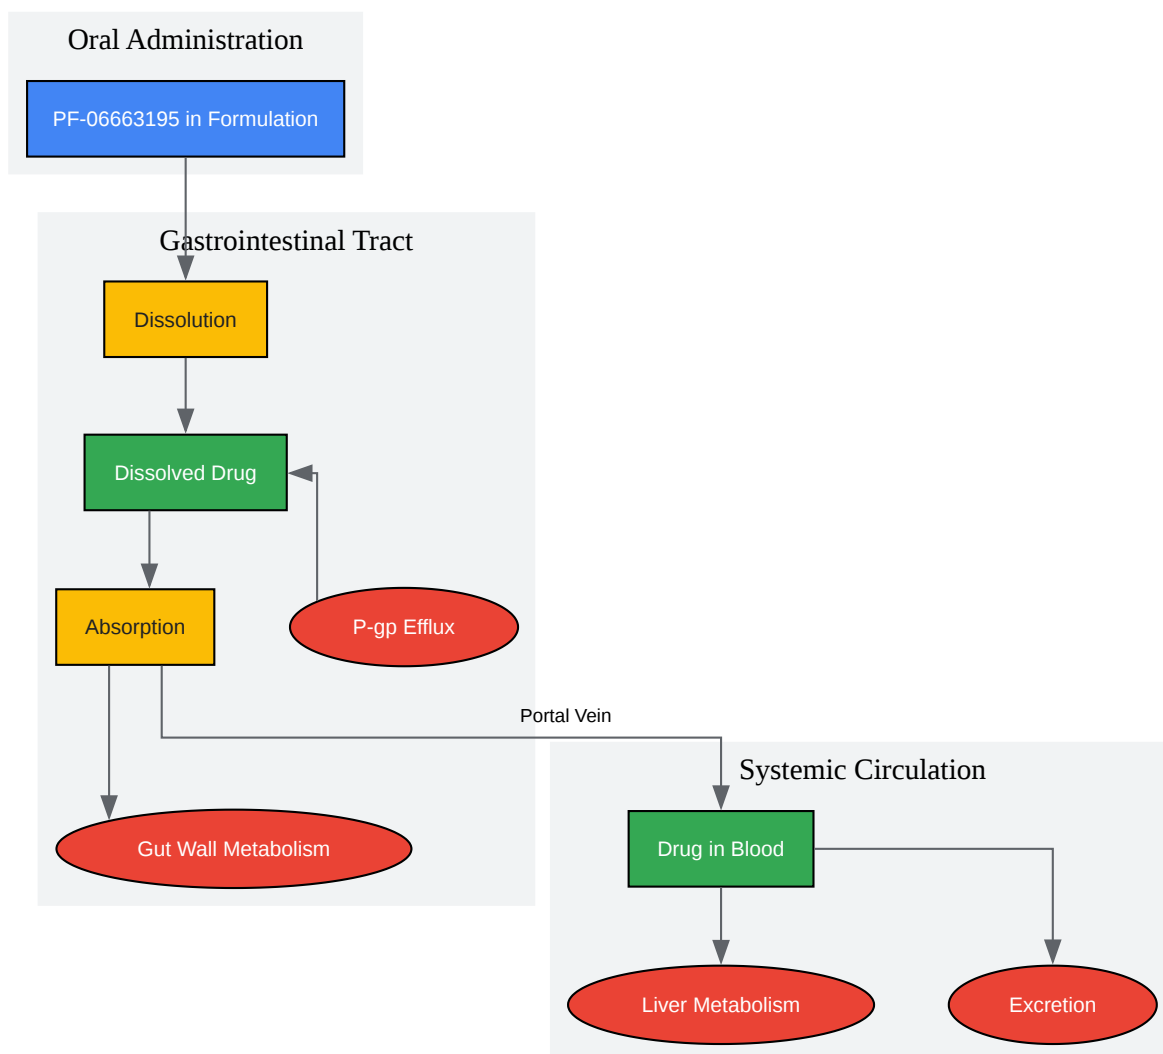 Oral Administration
PF-06663195 in Formulation
Gastrointestinal Tract
Dissolution
Dissolved Drug
Absorption
P-gp Efflux
Portal Vein
Systemic Circulation
Gut Wall Metabolism
Drug in Blood
Liver Metabolism
Excretion